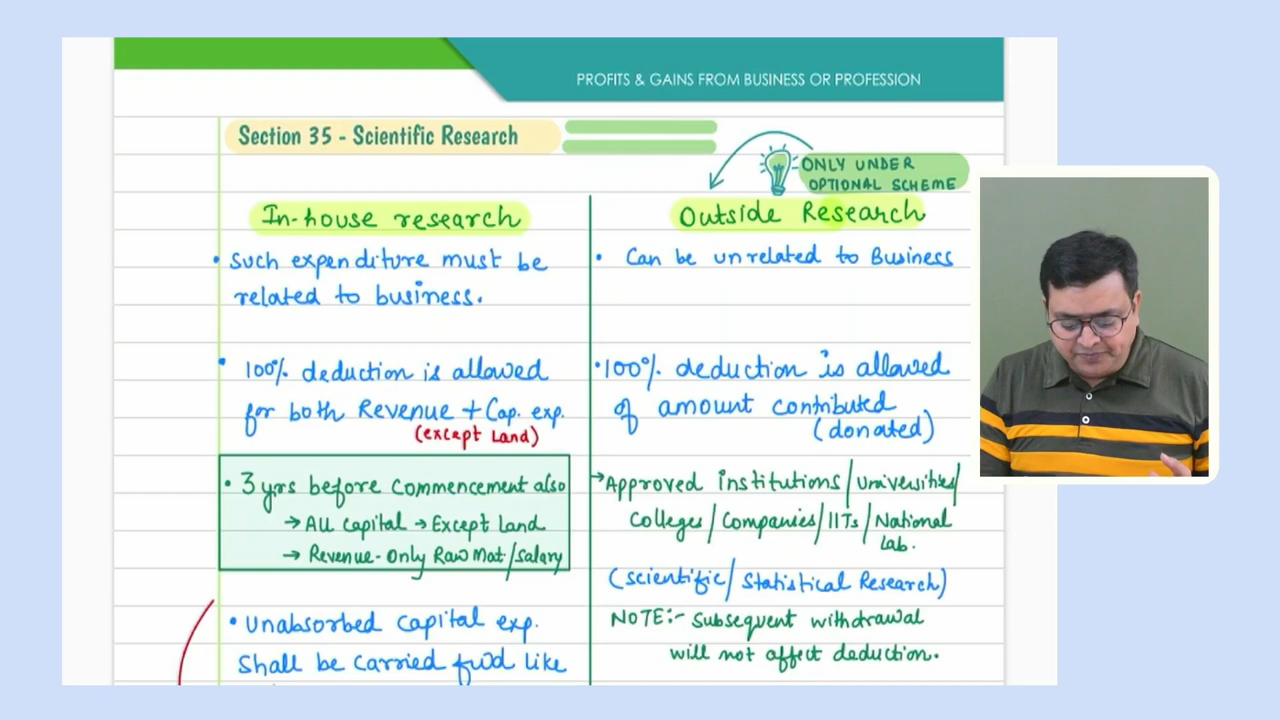 PROFITS & GAINS FROM BUSINESS OR PROFESSION
Section 35 - Scientific Research
ONLY UNDER
OPTIONAL SCHEME
In-house research
• Such expenditure must be
related to business.
• 100% deduction is allowed
for both Revenue + Cap. exp.
(except Land)
• 3 yrs before commencement also
→ All Capital → Except Land
→ Revenue - Only Raw Mat/Salary
• Unabsorbed capital exp.
shall be carried fwd like
Outside Research
• Can be unrelated to Business
• 100% deduction is allowed
of amount contributed
(donated)
→ Approved institutions/Universities/
Colleges/Companies/IITs/National
Lab.
(Scientific/Statistical Research)
NOTE:- Subsequent withdrawal
will not affect deduction.